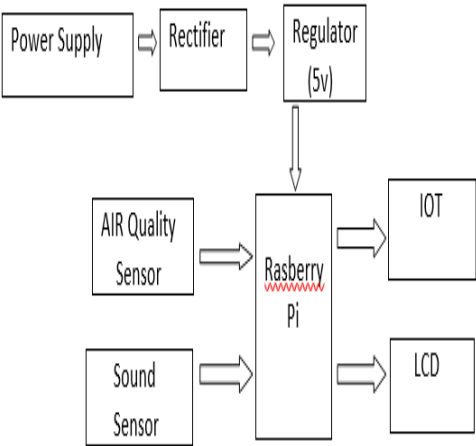 Power Supply
Rectifier
Regulator
(5v)
AIR Quality
Sensor
Rasberry
Pi
IOT
Sound
Sensor
LCD